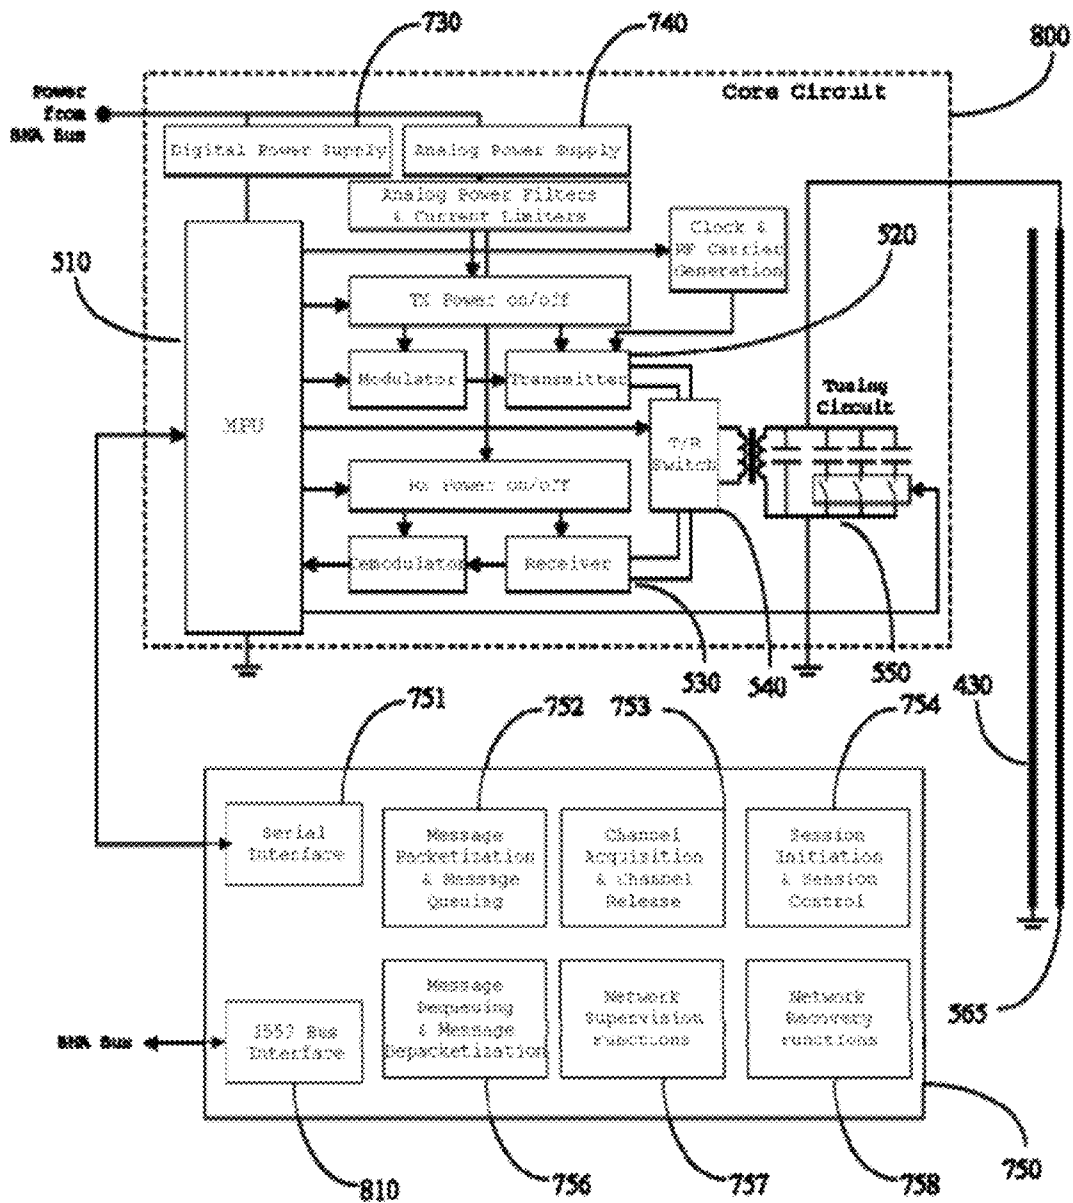 730
740
800
Power
from
SMA Bus
Core Circuit
Digital Power Supply
Analog Power Supply
Analog Power Filters
& Current Limiters
Clock &
RF Carrier
Generation
520
510
TX Power on/off
Modulator
Transmitter
Tuning
Circuit
MPU
T/R
Switch
Rx Power on/off
Demodulator
Receiver
530
540
550
430
751
752
753
754
Serial
Interface
Message
Packetization
& Message
Queuing
Channel
Acquisition
& Channel
Release
Session
Initiation
& Session
Control
565
SMA Bus
1553 Bus
Interface
Message
Dequeuing
& Message
Depacketization
Network
Supervision
Functions
Network
Recovery
Functions
750
810
756
757
758